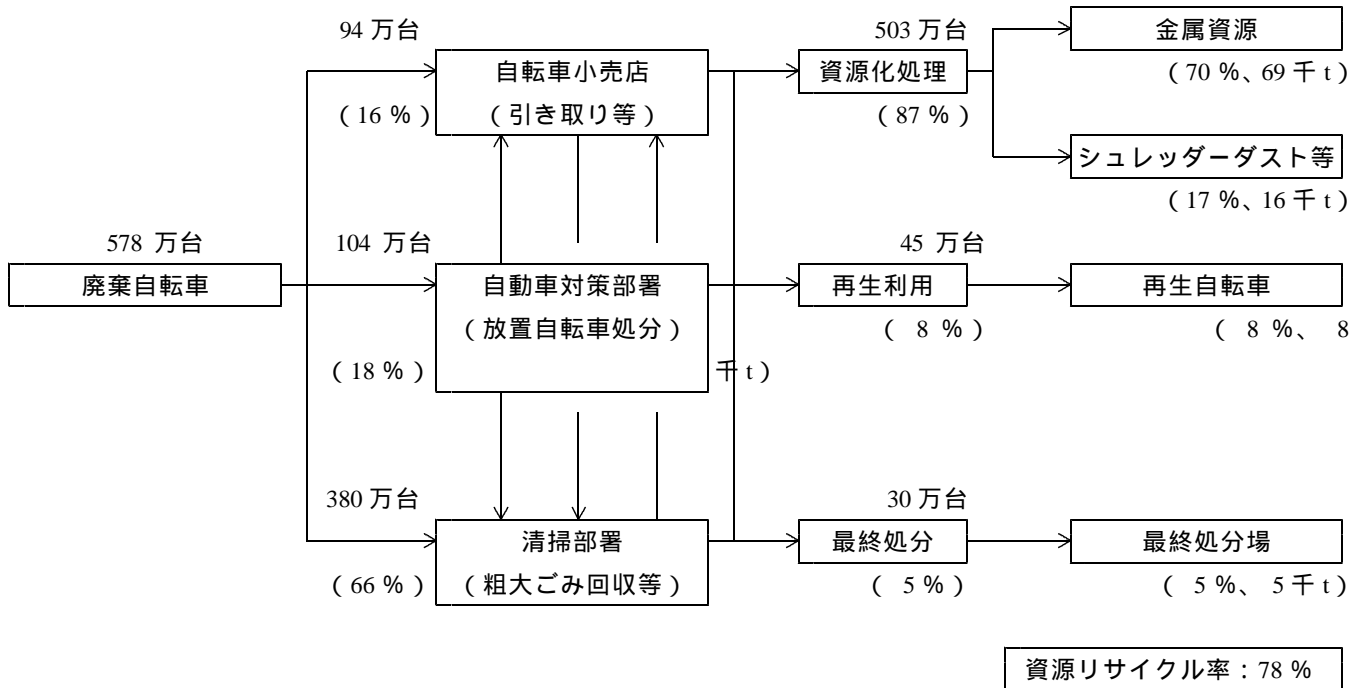 94 万台
503 万台
金属資源
自転車小売店
資源化処理
(70 %、69 千 t)
(16 %)
(引き取り等)
(87 %)
シュレッダーダスト等
(17 %、16 千 t)
578 万台
104 万台
45 万台
廃棄自転車
自動車対策部署
再生利用
再生自転車
(放置自転車処分)
( 8 %)
( 8 %、 8
(18 %)
千 t)
380 万台
30 万台
清掃部署
最終処分
最終処分場
(66 %)
(粗大ごみ回収等)
( 5 %)
( 5 %、 5 千 t)
資源リサイクル率：78 %